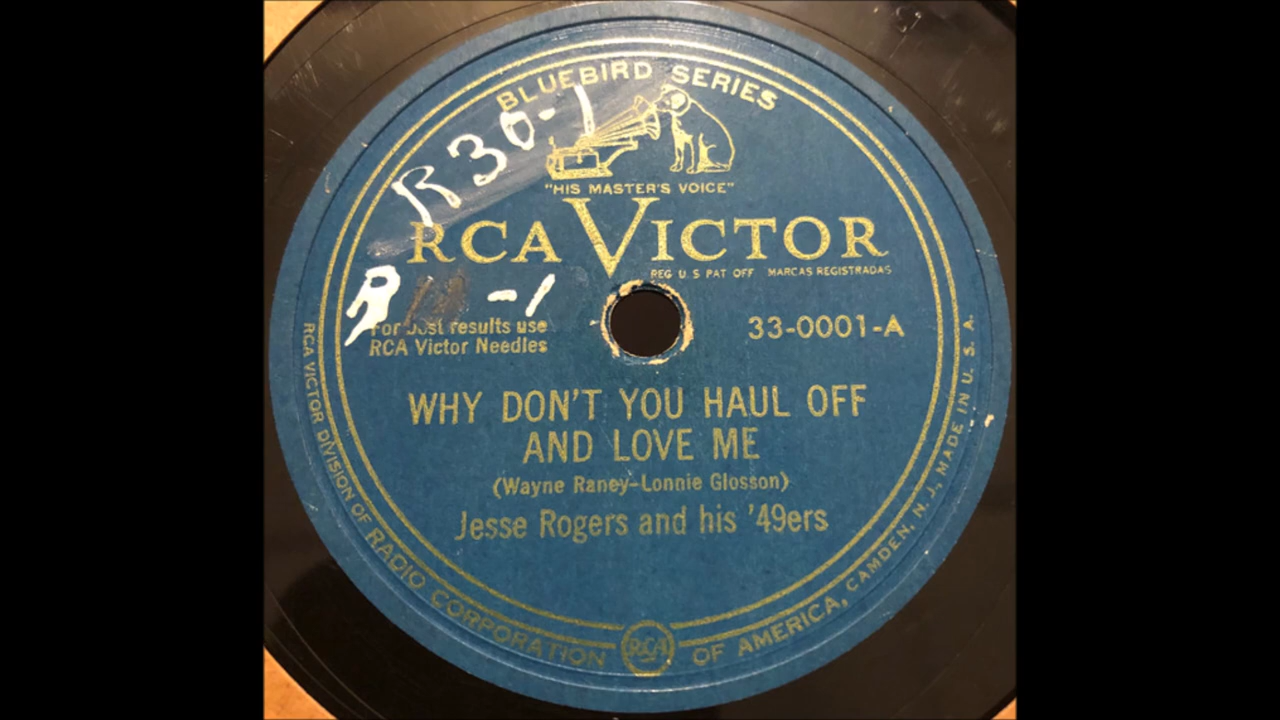 BLUEBIRD SERIES
R30-1
"HIS MASTER'S VOICE"
RCA VICTOR
REG U S PAT OFF MARCAS REGISTRADAS
-1
For best results use
RCA Victor Needles
33-0001-A
WHY DON'T YOU HAUL OFF
AND LOVE ME
(Wayne Raney-Lonnie Glosson)
Jesse Rogers and his '49ers
RCA VICTOR DIVISION OF RADIO CORPORATION OF AMERICA, CAMDEN, N. J., MADE IN U. S. A.
RCA